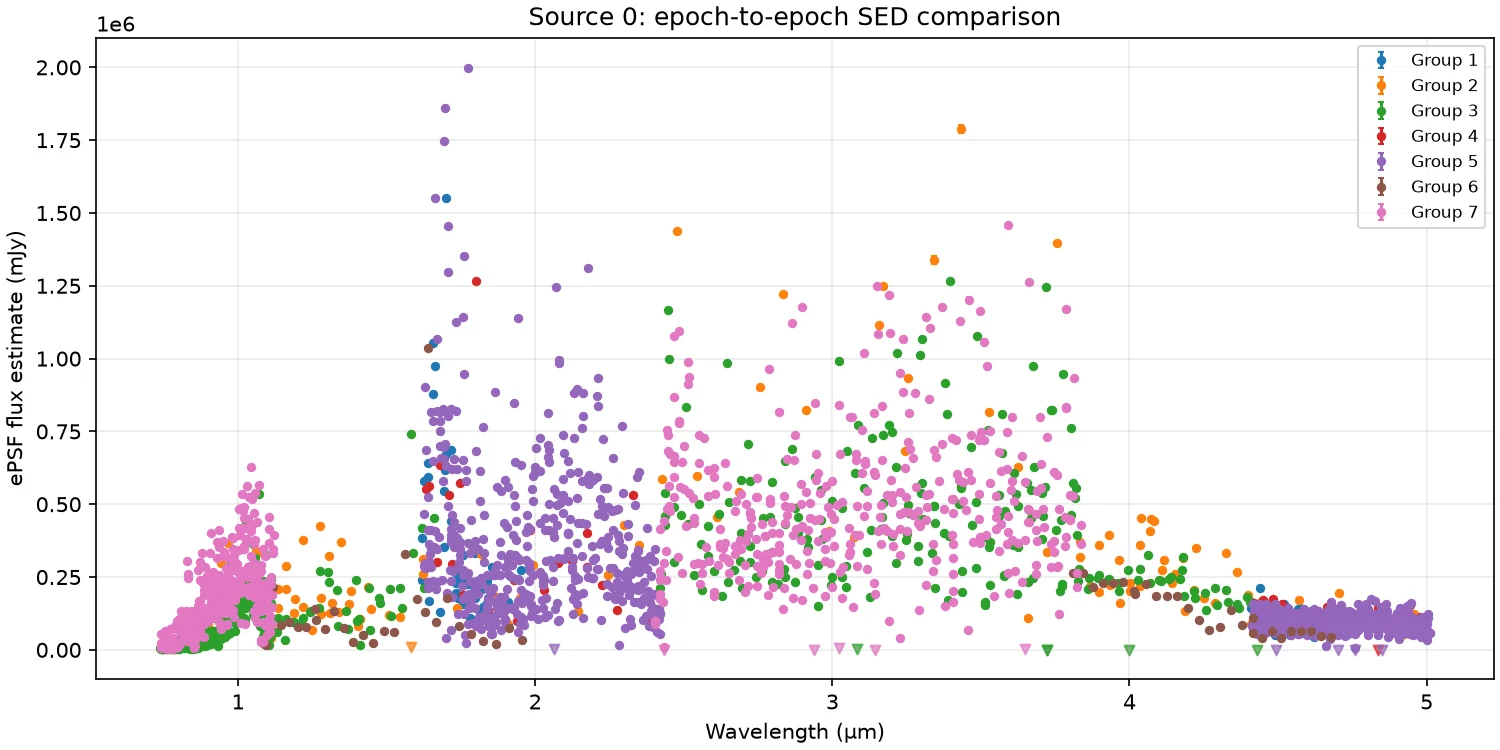 Source 0: epoch-to-epoch SED comparison
1e6
2.00
1.75
1.50
1.25
1.00
0.75
0.50
0.25
0.00
ePSF flux estimate (mJy)
Group 1
Group 2
Group 3
Group 4
Group 5
Group 6
Group 7
1 2 3 4 5
Wavelength (μm)